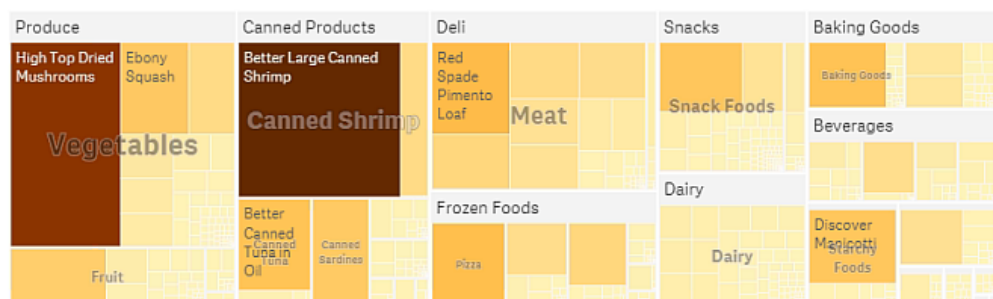 Produce
High Top Dried
Mushrooms
Ebony
Squash
Vegetables
Fruit
Canned Products
Better Large Canned
Shrimp
Canned Shrimp
Better
Canned
Tuna in
Oil
Canned
Tuna
Canned
Sardines
Deli
Red
Spade
Pimento
Loaf
Meat
Frozen Foods
Pizza
Snacks
Snack Foods
Dairy
Dairy
Baking Goods
Baking Goods
Beverages
Discover
Manicotti
Starchy
Foods